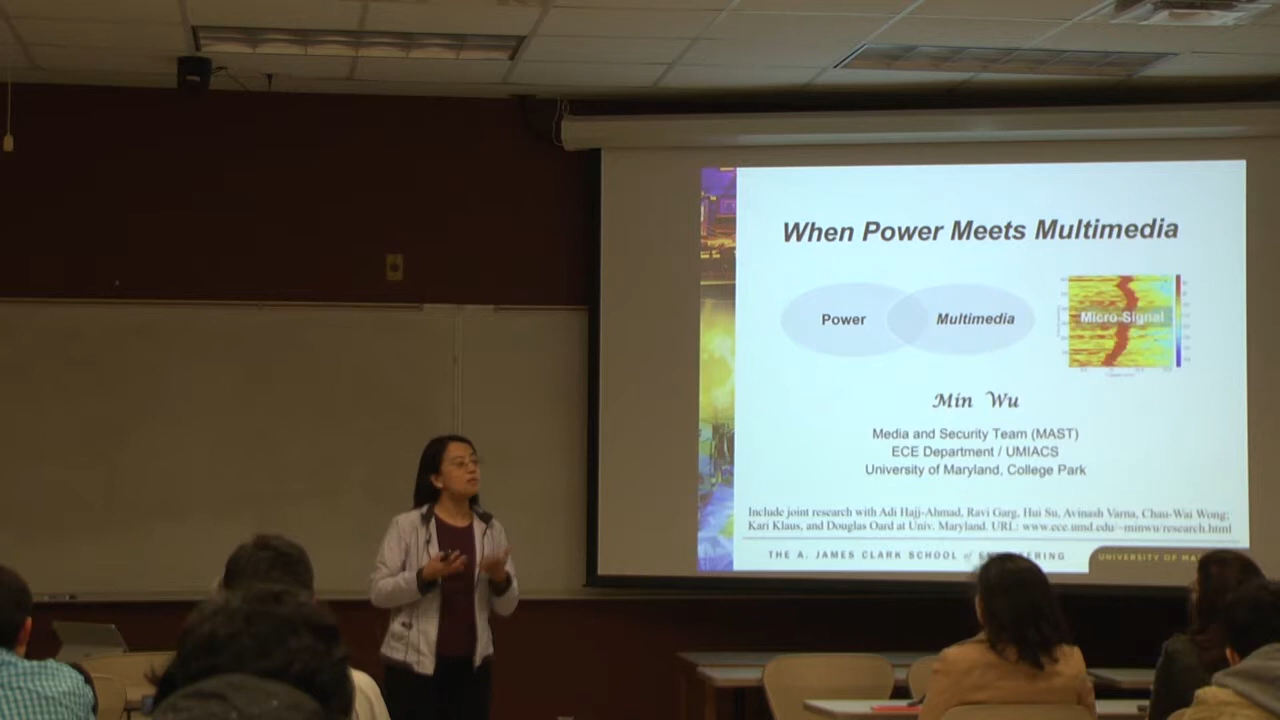 When Power Meets Multimedia
Power
Multimedia
Micro-Signal
Min Wu
Media and Security Team (MAST)
ECE Department / UMIACS
University of Maryland, College Park
Include joint research with Adi Hajj-Ahmad, Ravi Garg, Hui Su, Avinash Varna, Chau-Wai Wong,
Kari Klaus, and Douglas Oard at Univ. Maryland. URL: www.ece.umd.edu/~minwu/research.html
THE A. JAMES CLARK SCHOOL of ENGINEERING
UNIVERSITY OF